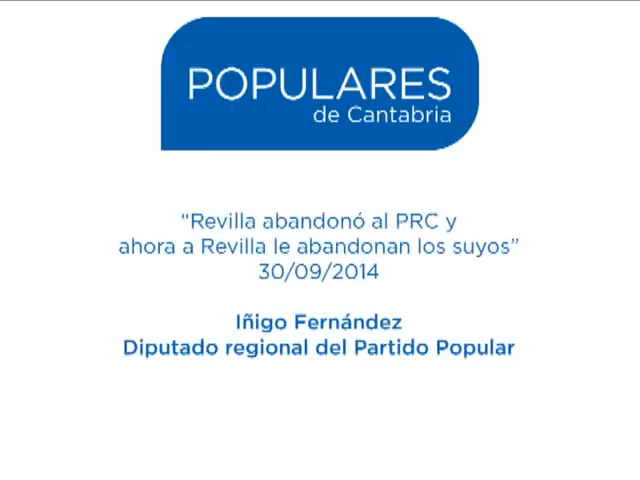 POPULARES
de Cantabria
“Revilla abandonó al PRC y
ahora a Revilla le abandonan los suyos”
30/09/2014
Iñigo Fernández
Diputado regional del Partido Popular